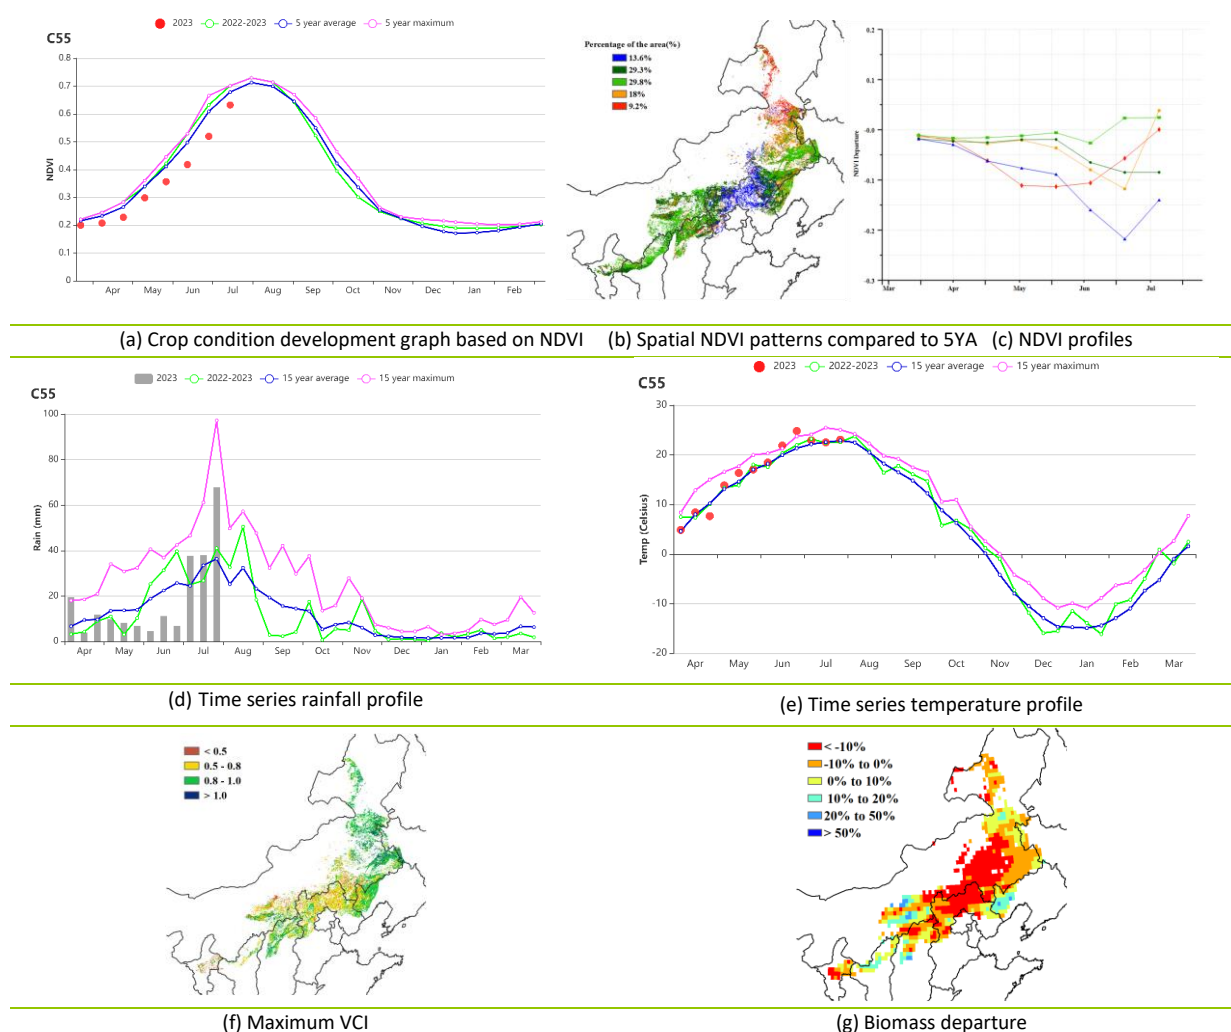 2023 2022-2023 5 year average 5 year maximum
C55
NDVI
0.8
0.7
0.6
0.5
0.4
0.3
0.2
0.1
0
Apr May Jun Jul Aug Sep Oct Nov Dec Jan Feb
Percentage of the area(%)
13.6%
29.3%
29.8%
18%
9.2%
NDVI Departure
0.2
0.1
-0.0
-0.1
-0.2
-0.3
Mar Apr May Jun Jul
(a) Crop condition development graph based on NDVI (b) Spatial NDVI patterns compared to 5YA (c) NDVI profiles
2023 2022-2023 15 year average 15 year maximum
C55
Rain (mm)
100
80
60
40
20
0
Apr May Jun Jul Aug Sep Oct Nov Dec Jan Feb Mar
(d) Time series rainfall profile
2023 2022-2023 15 year average 15 year maximum
C55
Temp (Celsius)
30
20
10
0
-10
-20
Apr May Jun Jul Aug Sep Oct Nov Dec Jan Feb Mar
(e) Time series temperature profile
< 0.5
0.5 - 0.8
0.8 - 1.0
> 1.0
(f) Maximum VCI
< -10%
-10% to 0%
0% to 10%
10% to 20%
20% to 50%
> 50%
(g) Biomass departure